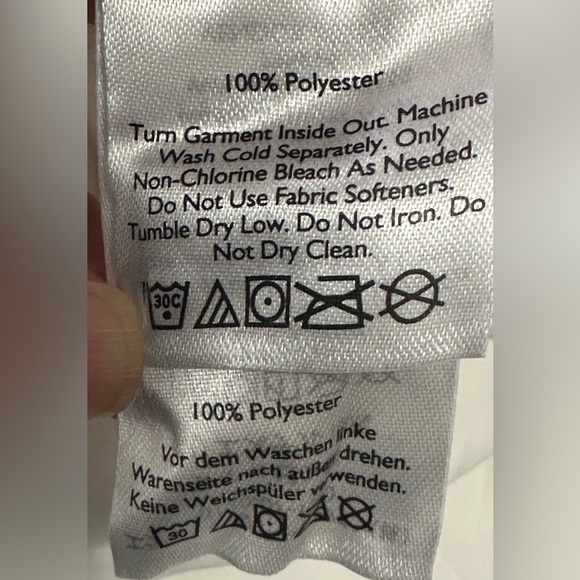 100% Polyester
Turn Garment Inside Out. Machine
Wash Cold Separately. Only
Non-Chlorine Bleach As Needed.
Do Not Use Fabric Softeners.
Tumble Dry Low. Do Not Iron. Do
Not Dry Clean.
30C
100% Polyester
Vor dem Waschen linke
Warenseite nach außen drehen.
Keine Weichspüler verwenden.
30